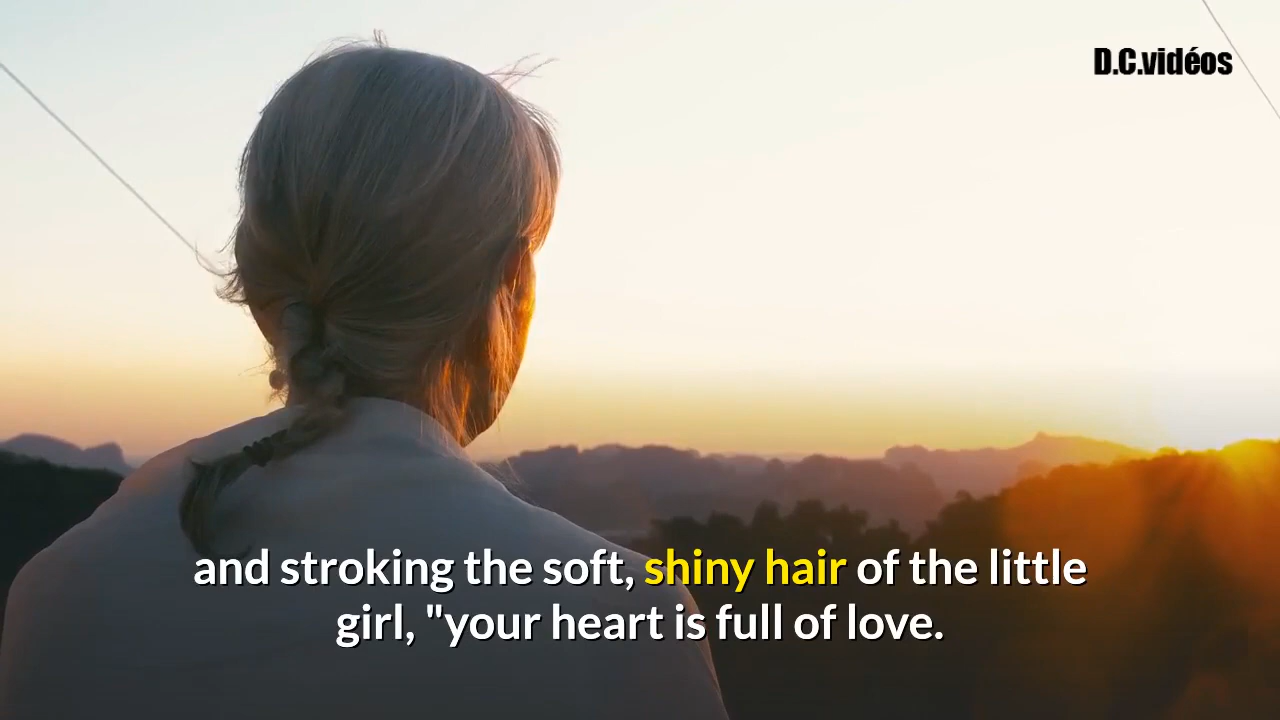 D.C.vidéos
and stroking the soft, shiny hair of the little
girl, "your heart is full of love.